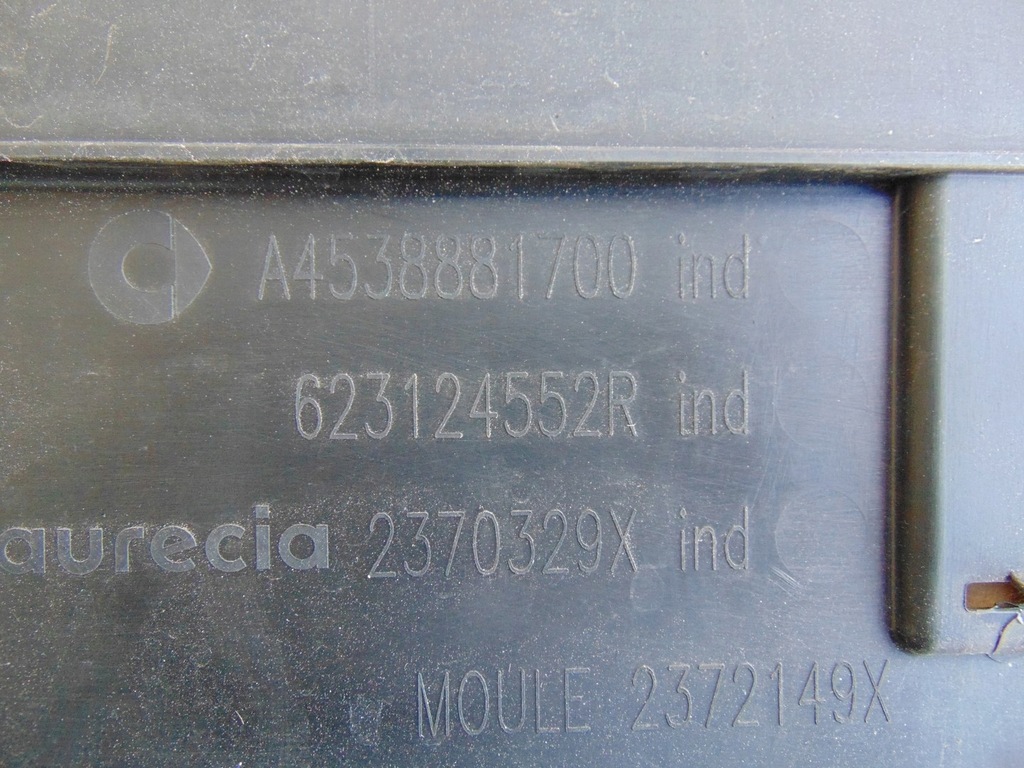 A4538881700 ind
623124552R ind
aurecia 2370329X ind
MOULE 2372149X